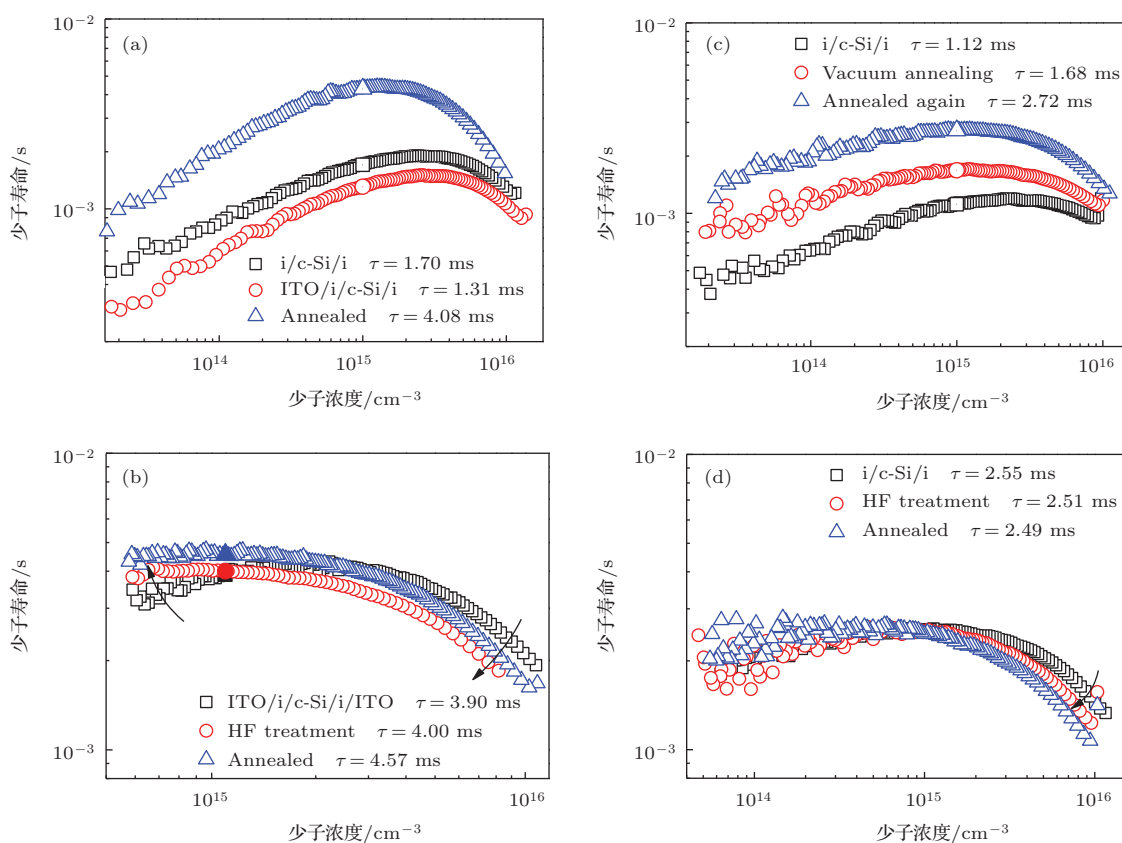 (a)
10⁻²
10⁻³
少子寿命/s
i/c-Si/i τ = 1.70 ms
ITO/i/c-Si/i τ = 1.31 ms
Annealed τ = 4.08 ms
10¹⁴ 10¹⁵ 10¹⁶
少子浓度/cm⁻³
(c)
10⁻²
10⁻³
少子寿命/s
i/c-Si/i τ = 1.12 ms
Vacuum annealing τ = 1.68 ms
Annealed again τ = 2.72 ms
10¹⁴ 10¹⁵ 10¹⁶
少子浓度/cm⁻³
(b)
10⁻²
10⁻³
少子寿命/s
ITO/i/c-Si/i/ITO τ = 3.90 ms
HF treatment τ = 4.00 ms
Annealed τ = 4.57 ms
10¹⁵ 10¹⁶
少子浓度/cm⁻³
(d)
10⁻²
10⁻³
少子寿命/s
i/c-Si/i τ = 2.55 ms
HF treatment τ = 2.51 ms
Annealed τ = 2.49 ms
10¹⁴ 10¹⁵ 10¹⁶
少子浓度/cm⁻³